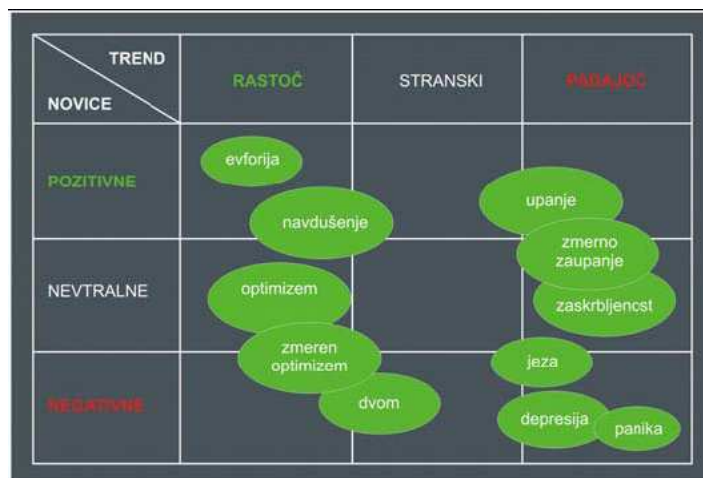 TREND
NOVICE
RASTOČ
STRANSKI
PADAJOČ
POZITIVNE
evforija
navdušenje
upanje
zmerno
zaupanje
NEVTRALNE
optimizem
zaskrbljenost
zmeren
optimizem
jeza
NEGATIVNE
dvom
depresija
panika